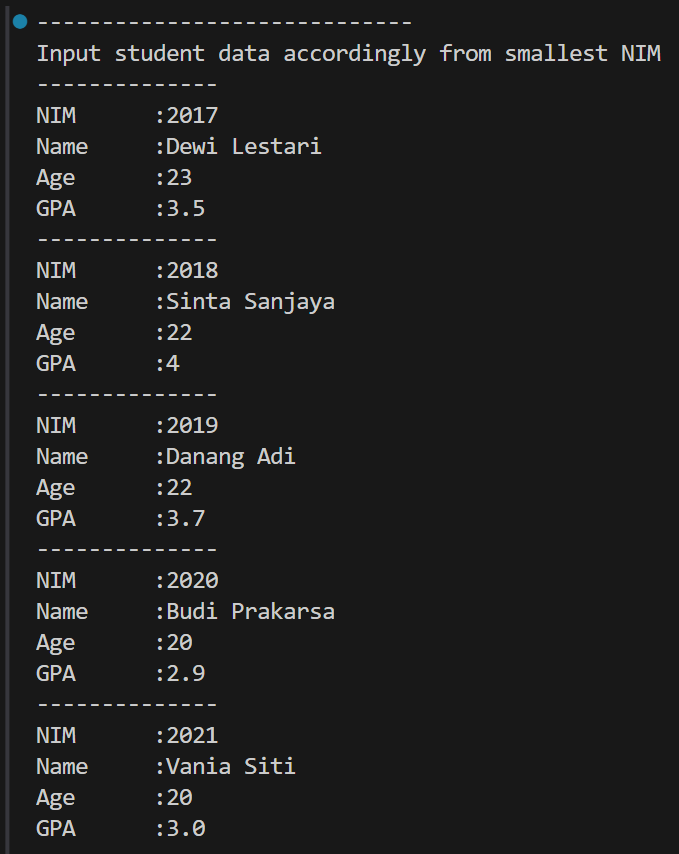 -----------------------------
Input student data accordingly from smallest NIM
--------------
NIM      :2017
Name     :Dewi Lestari
Age      :23
GPA      :3.5
--------------
NIM      :2018
Name     :Sinta Sanjaya
Age      :22
GPA      :4
--------------
NIM      :2019
Name     :Danang Adi
Age      :22
GPA      :3.7
--------------
NIM      :2020
Name     :Budi Prakarsa
Age      :20
GPA      :2.9
--------------
NIM      :2021
Name     :Vania Siti
Age      :20
GPA      :3.0